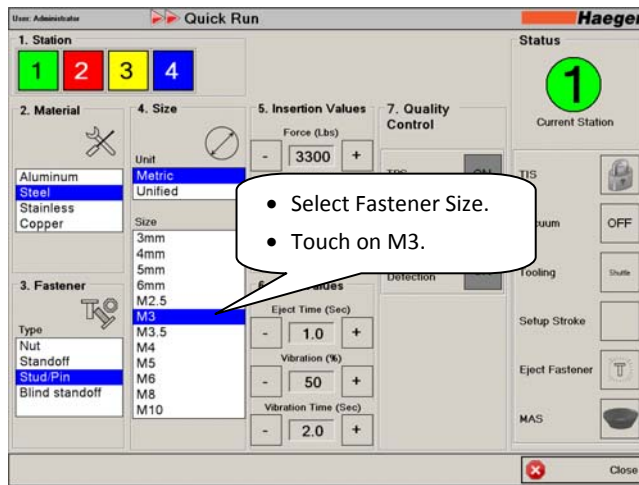 User: Administrator
Quick Run
Haeger
1. Station
1 2 3 4
Status
1
Current Station
2. Material
Aluminum
Steel
Stainless
Copper
3. Fastener
Type
Nut
Standoff
Stud/Pin
Blind standoff
4. Size
Unit
Metric
Unified
Size
3mm
4mm
5mm
6mm
M2.5
M3
M3.5
M4
M5
M6
M8
M10
5. Insertion Values
Force (Lbs)
- 3300 +
• Select Fastener Size.
• Touch on M3.
Eject Time (Sec)
- 1.0 +
Vibration (%)
- 50 +
Vibration Time (Sec)
- 2.0 +
7. Quality
Control
Detection
TIS
OFF
Tooling
Shuttle
Setup Stroke
Eject Fastener
MAS
Close